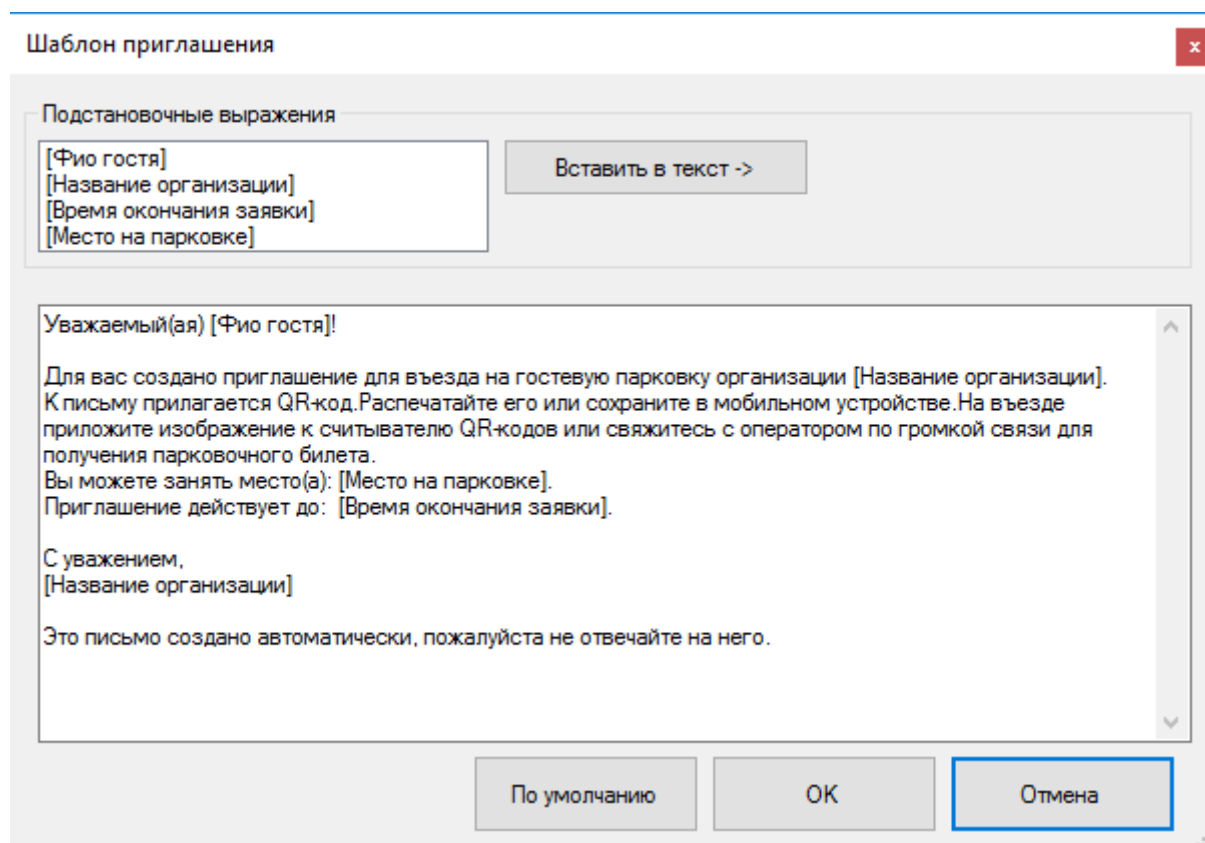 Шаблон приглашения
x
Подстановочные выражения
[Фио гостя]
[Название организации]
[Время окончания заявки]
[Место на парковке]
Вставить в текст ->
Уважаемый(ая) [Фио гостя]!
Для вас создано приглашение для въезда на гостевую парковку организации [Название организации].
К письму прилагается QR-код.Распечатайте его или сохраните в мобильном устройстве.На въезде
приложите изображение к считывателю QR-кодов или свяжитесь с оператором по громкой связи для
получения парковочного билета.
Вы можете занять место(а): [Место на парковке].
Приглашение действует до:  [Время окончания заявки].
С уважением,
[Название организации]
Это письмо создано автоматически, пожалуйста не отвечайте на него.
По умолчанию
OK
Отмена